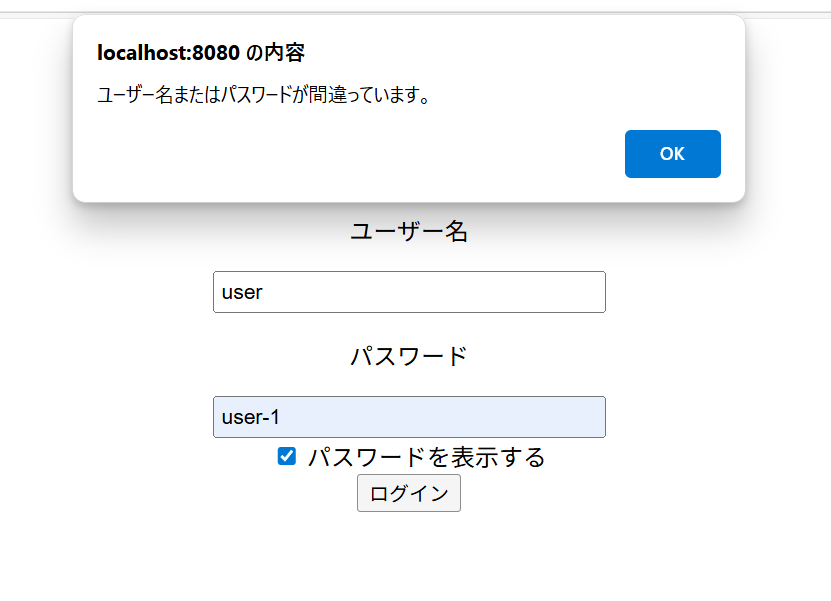 localhost:8080 の内容
ユーザー名またはパスワードが間違っています。
OK
ユーザー名
user
パスワード
user-1
パスワードを表示する
ログイン